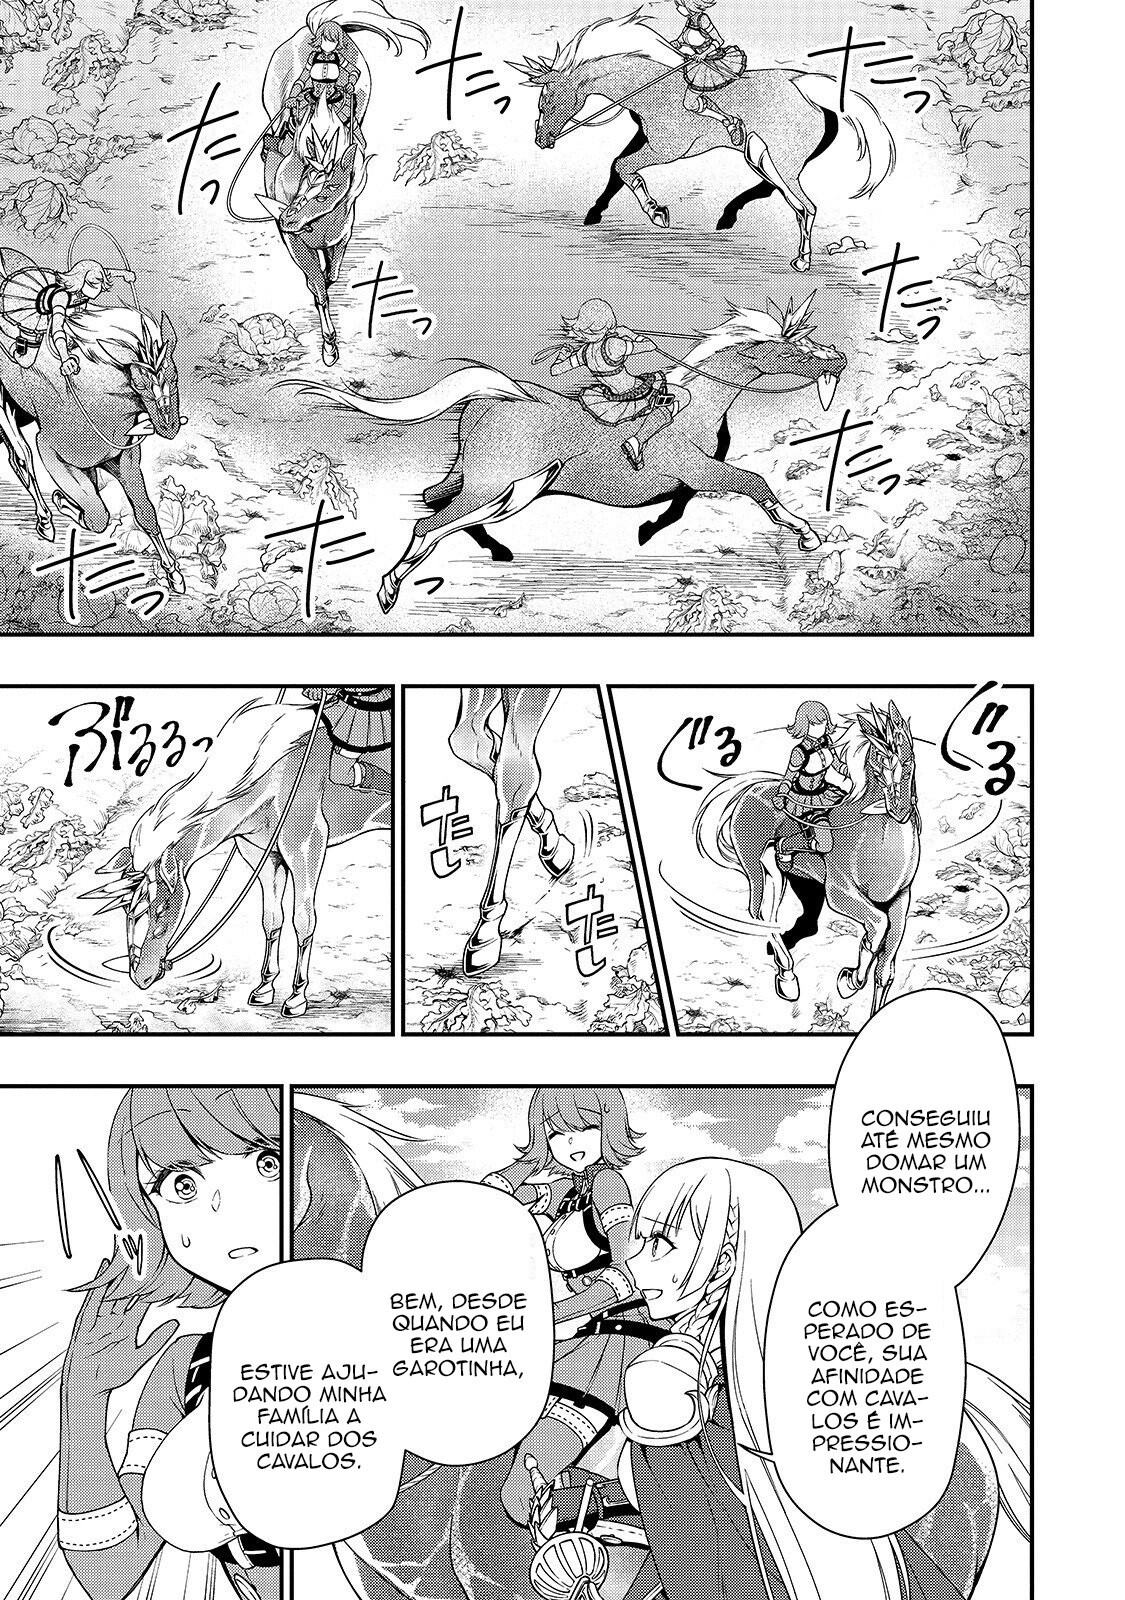 たっ
たっ
たっ
たっ
たっ
たっ
たっ
ぐる
ぐる
たし
たし
ぶるるっ
CONSEGUIU
ATÉ MESMO
DOMAR UM
MONSTRO...
COMO ES-
PERADO DE
VOCÊ, SUA
AFINIDADE
COM CAVA-
LOS É IM-
PRESSIO-
NANTE.
BEM, DESDE
QUANDO EU
ERA UMA
GAROTINHA,
ESTIVE AJU-
DANDO MINHA
FAMÍLIA A
CUIDAR DOS
CAVALOS.